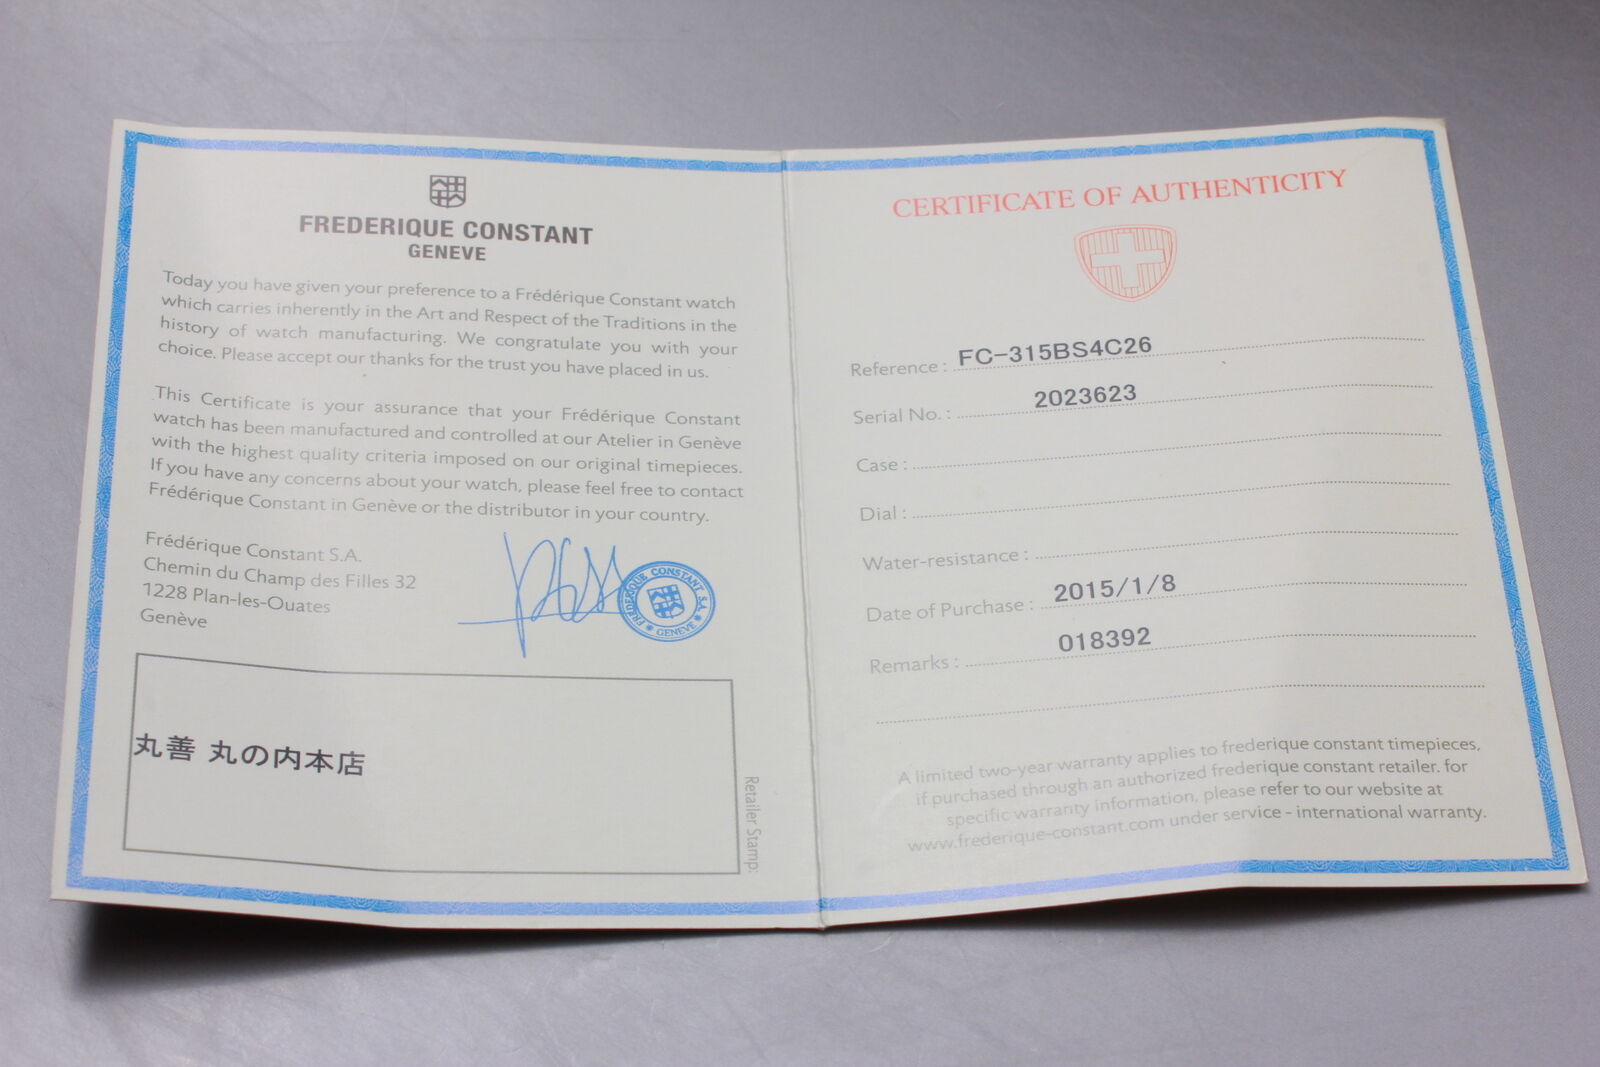 FREDERIQUE CONSTANT
GENEVE
Today you have given your preference to a Frédérique Constant watch
which carries inherently in the Art and Respect of the Traditions in the
history of watch manufacturing. We congratulate you with your
choice. Please accept our thanks for the trust you have placed in us.
This Certificate is your assurance that your Frédérique Constant
watch has been manufactured and controlled at our Atelier in Genève
with the highest quality criteria imposed on our original timepieces.
If you have any concerns about your watch, please feel free to contact
Frédérique Constant in Genève or the distributor in your country.
Frédérique Constant S.A.
Chemin du Champ des Filles 32
1228 Plan-les-Ouates
Genève
FREDERIQUE CONSTANT S.A.
GENEVE
丸善 丸の内本店
Retailer Stamp:
CERTIFICATE OF AUTHENTICITY
Reference : FC-315BS4C26
Serial No. : 2023623
Case :
Dial :
Water-resistance :
Date of Purchase : 2015/1/8
Remarks : 018392
A limited two-year warranty applies to frederique constant timepieces,
if purchased through an authorized frederique constant retailer. for
specific warranty information, please refer to our website at
www.frederique-constant.com under service - international warranty.